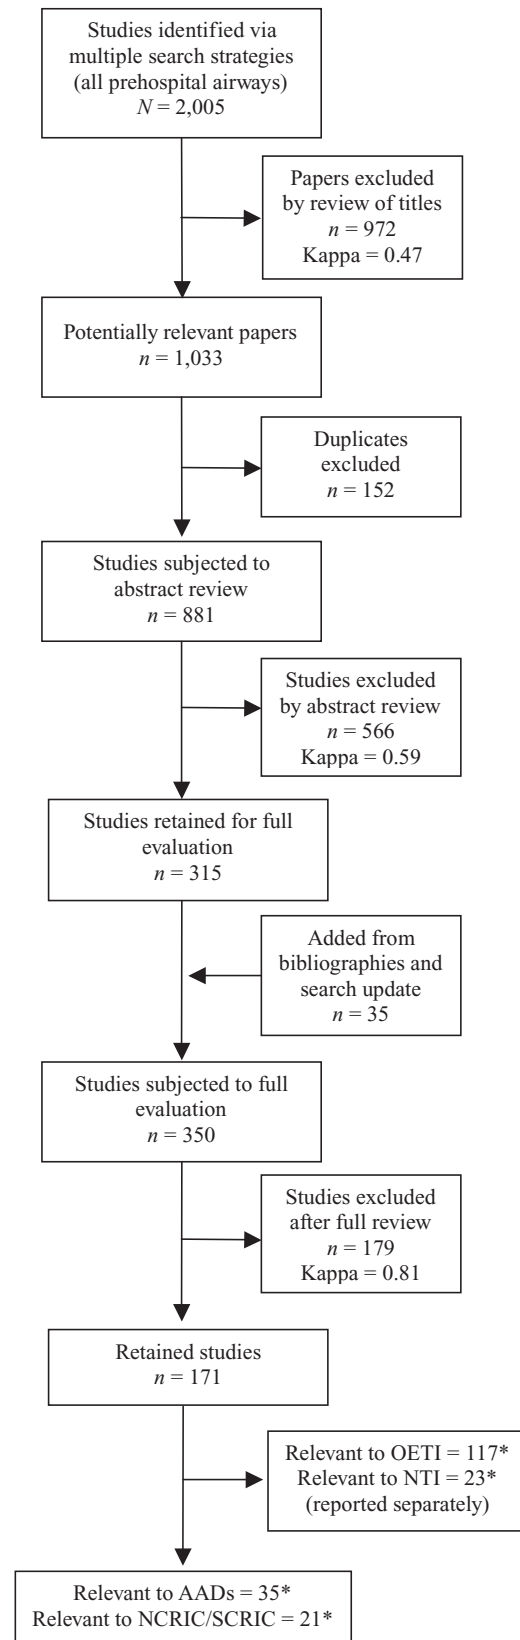 Studies identified via
multiple search strategies
(all prehospital airways)
N = 2,005
Papers excluded
by review of titles
n = 972
Kappa = 0.47
Potentially relevant papers
n = 1,033
Duplicates
excluded
n = 152
Studies subjected to
abstract review
n = 881
Studies excluded
by abstract review
n = 566
Kappa = 0.59
Studies retained for full
evaluation
n = 315
Added from
bibliographies and
search update
n = 35
Studies subjected to full
evaluation
n = 350
Studies excluded
after full review
n = 179
Kappa = 0.81
Retained studies
n = 171
Relevant to OETI = 117*
Relevant to NTI = 23*
(reported separately)
Relevant to AADs = 35*
Relevant to NCRIC/SCRIC = 21*